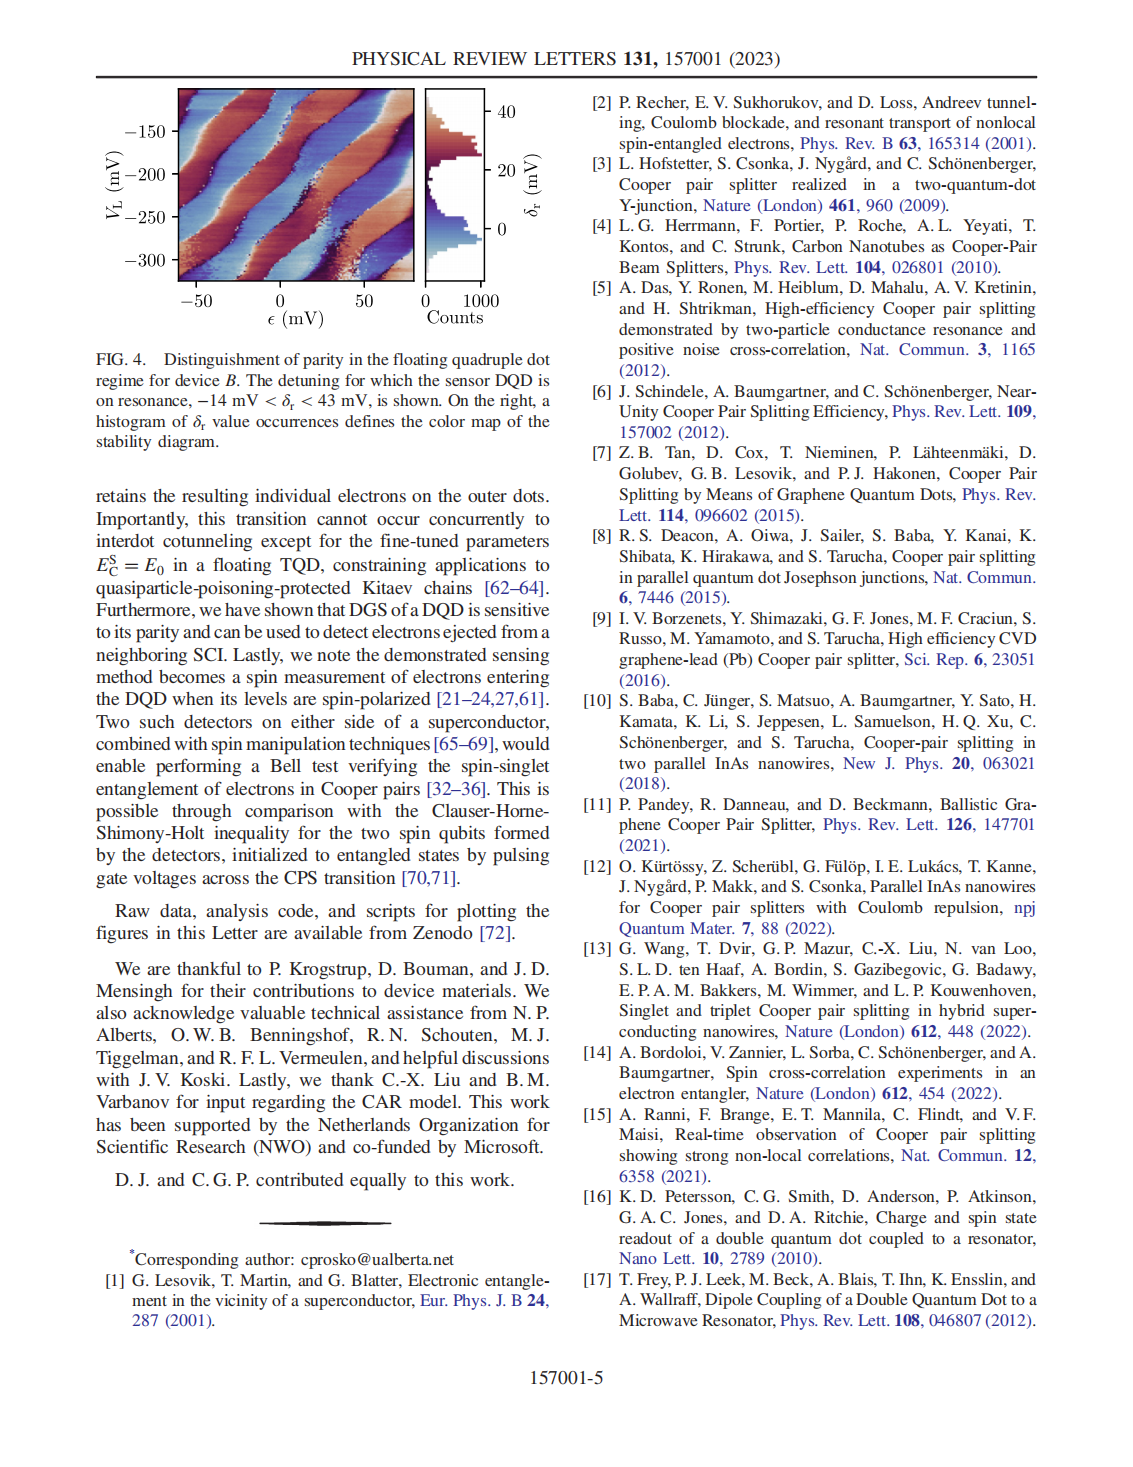 PHYSICAL REVIEW LETTERS 131, 157001 (2023)
−150
−200
−250
−300
V_L (mV)
−50
0
50
ϵ (mV)
40
20
0
δ_r (mV)
0
1000
Counts
FIG. 4. Distinguishment of parity in the floating quadruple dot
regime for device B. The detuning for which the sensor DQD is
on resonance, −14 mV < δ_r < 43 mV, is shown. On the right, a
histogram of δ_r value occurrences defines the color map of the
stability diagram.
retains the resulting individual electrons on the outer dots.
Importantly, this transition cannot occur concurrently to
interdot cotunneling except for the fine-tuned parameters
E_C^S = E_0 in a floating TQD, constraining applications to
quasiparticle-poisoning-protected Kitaev chains [62–64].
Furthermore, we have shown that DGS of a DQD is sensitive
to its parity and can be used to detect electrons ejected from a
neighboring SCI. Lastly, we note the demonstrated sensing
method becomes a spin measurement of electrons entering
the DQD when its levels are spin-polarized [21–24,27,61].
Two such detectors on either side of a superconductor,
combined with spin manipulation techniques [65–69], would
enable performing a Bell test verifying the spin-singlet
entanglement of electrons in Cooper pairs [32–36]. This is
possible through comparison with the Clauser-Horne-
Shimony-Holt inequality for the two spin qubits formed
by the detectors, initialized to entangled states by pulsing
gate voltages across the CPS transition [70,71].
Raw data, analysis code, and scripts for plotting the
figures in this Letter are available from Zenodo [72].
We are thankful to P. Krogstrup, D. Bouman, and J. D.
Mensingh for their contributions to device materials. We
also acknowledge valuable technical assistance from N. P.
Alberts, O. W. B. Benningshof, R. N. Schouten, M. J.
Tiggelman, and R. F. L. Vermeulen, and helpful discussions
with J. V. Koski. Lastly, we thank C.-X. Liu and B. M.
Varbanov for input regarding the CAR model. This work
has been supported by the Netherlands Organization for
Scientific Research (NWO) and co-funded by Microsoft.
D. J. and C. G. P. contributed equally to this work.
*Corresponding author: cprosko@ualberta.net
[1] G. Lesovik, T. Martin, and G. Blatter, Electronic entangle-
ment in the vicinity of a superconductor, Eur. Phys. J. B 24,
287 (2001).
[2] P. Recher, E. V. Sukhorukov, and D. Loss, Andreev tunnel-
ing, Coulomb blockade, and resonant transport of nonlocal
spin-entangled electrons, Phys. Rev. B 63, 165314 (2001).
[3] L. Hofstetter, S. Csonka, J. Nygård, and C. Schönenberger,
Cooper pair splitter realized in a two-quantum-dot
Y-junction, Nature (London) 461, 960 (2009).
[4] L. G. Herrmann, F. Portier, P. Roche, A. L. Yeyati, T.
Kontos, and C. Strunk, Carbon Nanotubes as Cooper-Pair
Beam Splitters, Phys. Rev. Lett. 104, 026801 (2010).
[5] A. Das, Y. Ronen, M. Heiblum, D. Mahalu, A. V. Kretinin,
and H. Shtrikman, High-efficiency Cooper pair splitting
demonstrated by two-particle conductance resonance and
positive noise cross-correlation, Nat. Commun. 3, 1165
(2012).
[6] J. Schindele, A. Baumgartner, and C. Schönenberger, Near-
Unity Cooper Pair Splitting Efficiency, Phys. Rev. Lett. 109,
157002 (2012).
[7] Z. B. Tan, D. Cox, T. Nieminen, P. Lähteenmäki, D.
Golubev, G. B. Lesovik, and P. J. Hakonen, Cooper Pair
Splitting by Means of Graphene Quantum Dots, Phys. Rev.
Lett. 114, 096602 (2015).
[8] R. S. Deacon, A. Oiwa, J. Sailer, S. Baba, Y. Kanai, K.
Shibata, K. Hirakawa, and S. Tarucha, Cooper pair splitting
in parallel quantum dot Josephson junctions, Nat. Commun.
6, 7446 (2015).
[9] I. V. Borzenets, Y. Shimazaki, G. F. Jones, M. F. Craciun, S.
Russo, M. Yamamoto, and S. Tarucha, High efficiency CVD
graphene-lead (Pb) Cooper pair splitter, Sci. Rep. 6, 23051
(2016).
[10] S. Baba, C. Jünger, S. Matsuo, A. Baumgartner, Y. Sato, H.
Kamata, K. Li, S. Jeppesen, L. Samuelson, H. Q. Xu, C.
Schönenberger, and S. Tarucha, Cooper-pair splitting in
two parallel InAs nanowires, New J. Phys. 20, 063021
(2018).
[11] P. Pandey, R. Danneau, and D. Beckmann, Ballistic Gra-
phene Cooper Pair Splitter, Phys. Rev. Lett. 126, 147701
(2021).
[12] O. Kürtössy, Z. Scherübl, G. Fülöp, I. E. Lukács, T. Kanne,
J. Nygård, P. Makk, and S. Csonka, Parallel InAs nanowires
for Cooper pair splitters with Coulomb repulsion, npj
Quantum Mater. 7, 88 (2022).
[13] G. Wang, T. Dvir, G. P. Mazur, C.-X. Liu, N. van Loo,
S. L. D. ten Haaf, A. Bordin, S. Gazibegovic, G. Badawy,
E. P. A. M. Bakkers, M. Wimmer, and L. P. Kouwenhoven,
Singlet and triplet Cooper pair splitting in hybrid super-
conducting nanowires, Nature (London) 612, 448 (2022).
[14] A. Bordoloi, V. Zannier, L. Sorba, C. Schönenberger, and A.
Baumgartner, Spin cross-correlation experiments in an
electron entangler, Nature (London) 612, 454 (2022).
[15] A. Ranni, F. Brange, E. T. Mannila, C. Flindt, and V. F.
Maisi, Real-time observation of Cooper pair splitting
showing strong non-local correlations, Nat. Commun. 12,
6358 (2021).
[16] K. D. Petersson, C. G. Smith, D. Anderson, P. Atkinson,
G. A. C. Jones, and D. A. Ritchie, Charge and spin state
readout of a double quantum dot coupled to a resonator,
Nano Lett. 10, 2789 (2010).
[17] T. Frey, P. J. Leek, M. Beck, A. Blais, T. Ihn, K. Ensslin, and
A. Wallraff, Dipole Coupling of a Double Quantum Dot to a
Microwave Resonator, Phys. Rev. Lett. 108, 046807 (2012).
157001-5